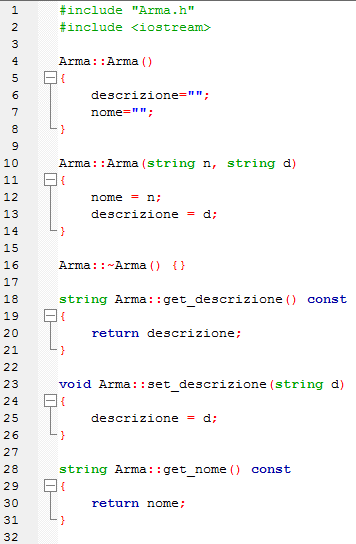 1 #include "Arma.h"
2 #include <iostream>
3
4 Arma::Arma()
5 {
6 descrizione="";
7 nome="";
8 }
9
10 Arma::Arma(string n, string d)
11 {
12 nome = n;
13 descrizione = d;
14 }
15
16 Arma::~Arma() {}
17
18 string Arma::get_descrizione() const
19 {
20 return descrizione;
21 }
22
23 void Arma::set_descrizione(string d)
24 {
25 descrizione = d;
26 }
27
28 string Arma::get_nome() const
29 {
30 return nome;
31 }
32